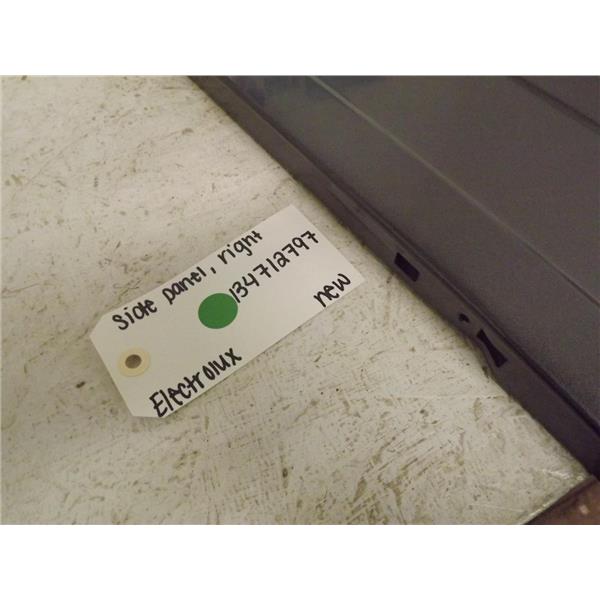 Side panel, right
134712797
new
Electrolux